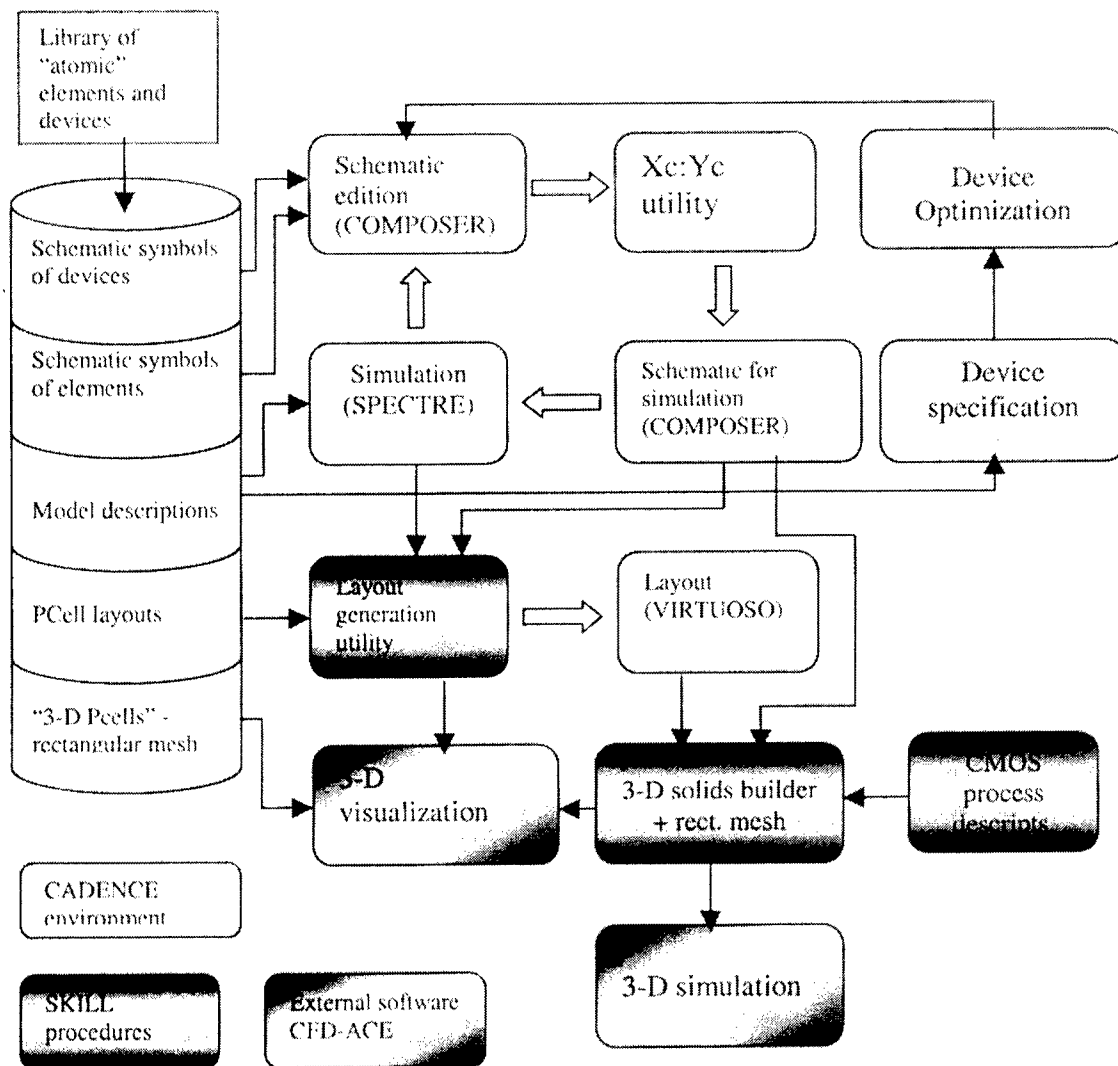 Library of
“atomic”
elements and
devices
Schematic symbols
of devices
Schematic symbols
of elements
Model descriptions
PCell layouts
“3-D Pcells” -
rectangular mesh
Schematic
edition
(COMPOSER)
Xc:Yc
utility
Device
Optimization
Simulation
(SPECTRE)
Schematic for
simulation
(COMPOSER)
Device
specification
Layout
generation
utility
Layout
(VIRTUOSO)
3-D
visualization
3-D solids builder
+ rect. mesh
CMOS
process
descripts
3-D simulation
CADENCE
environment
SKILL
procedures
External software
CFD-ACE